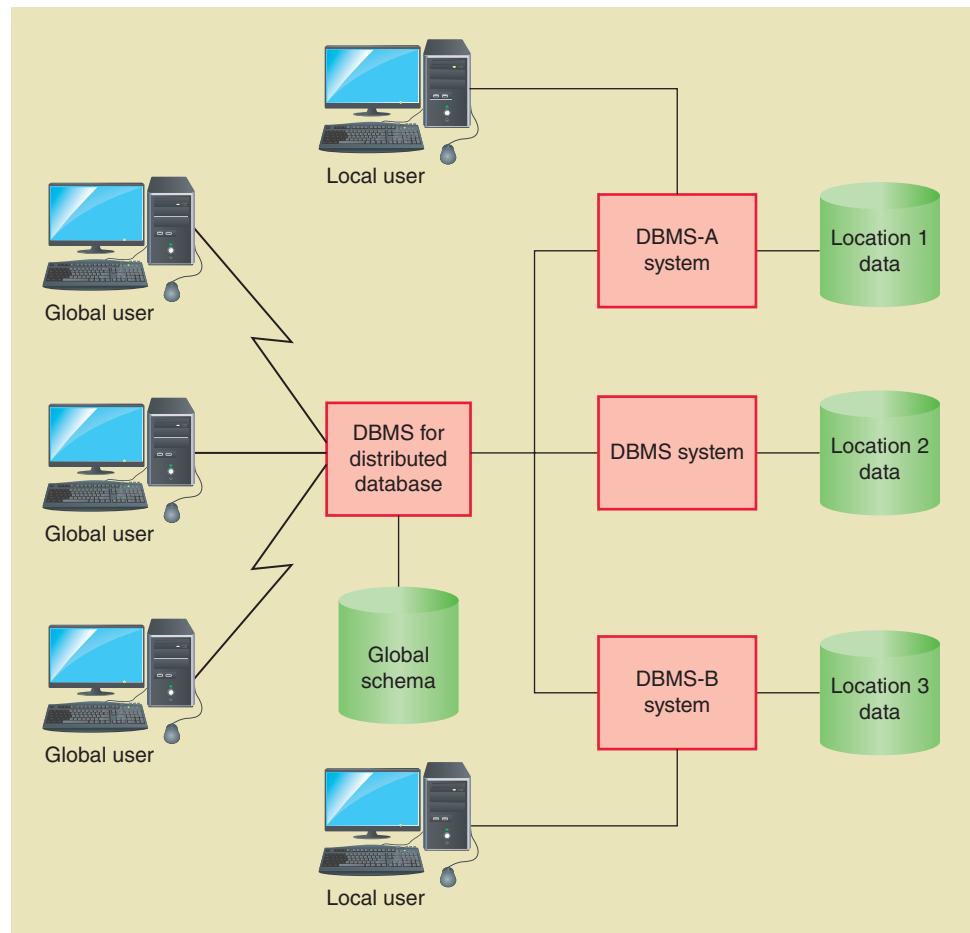 Local user
Global user
DBMS-A
system
Location 1
data
Global user
DBMS for
distributed
database
DBMS system
Location 2
data
Global user
Global
schema
DBMS-B
system
Location 3
data
Local user